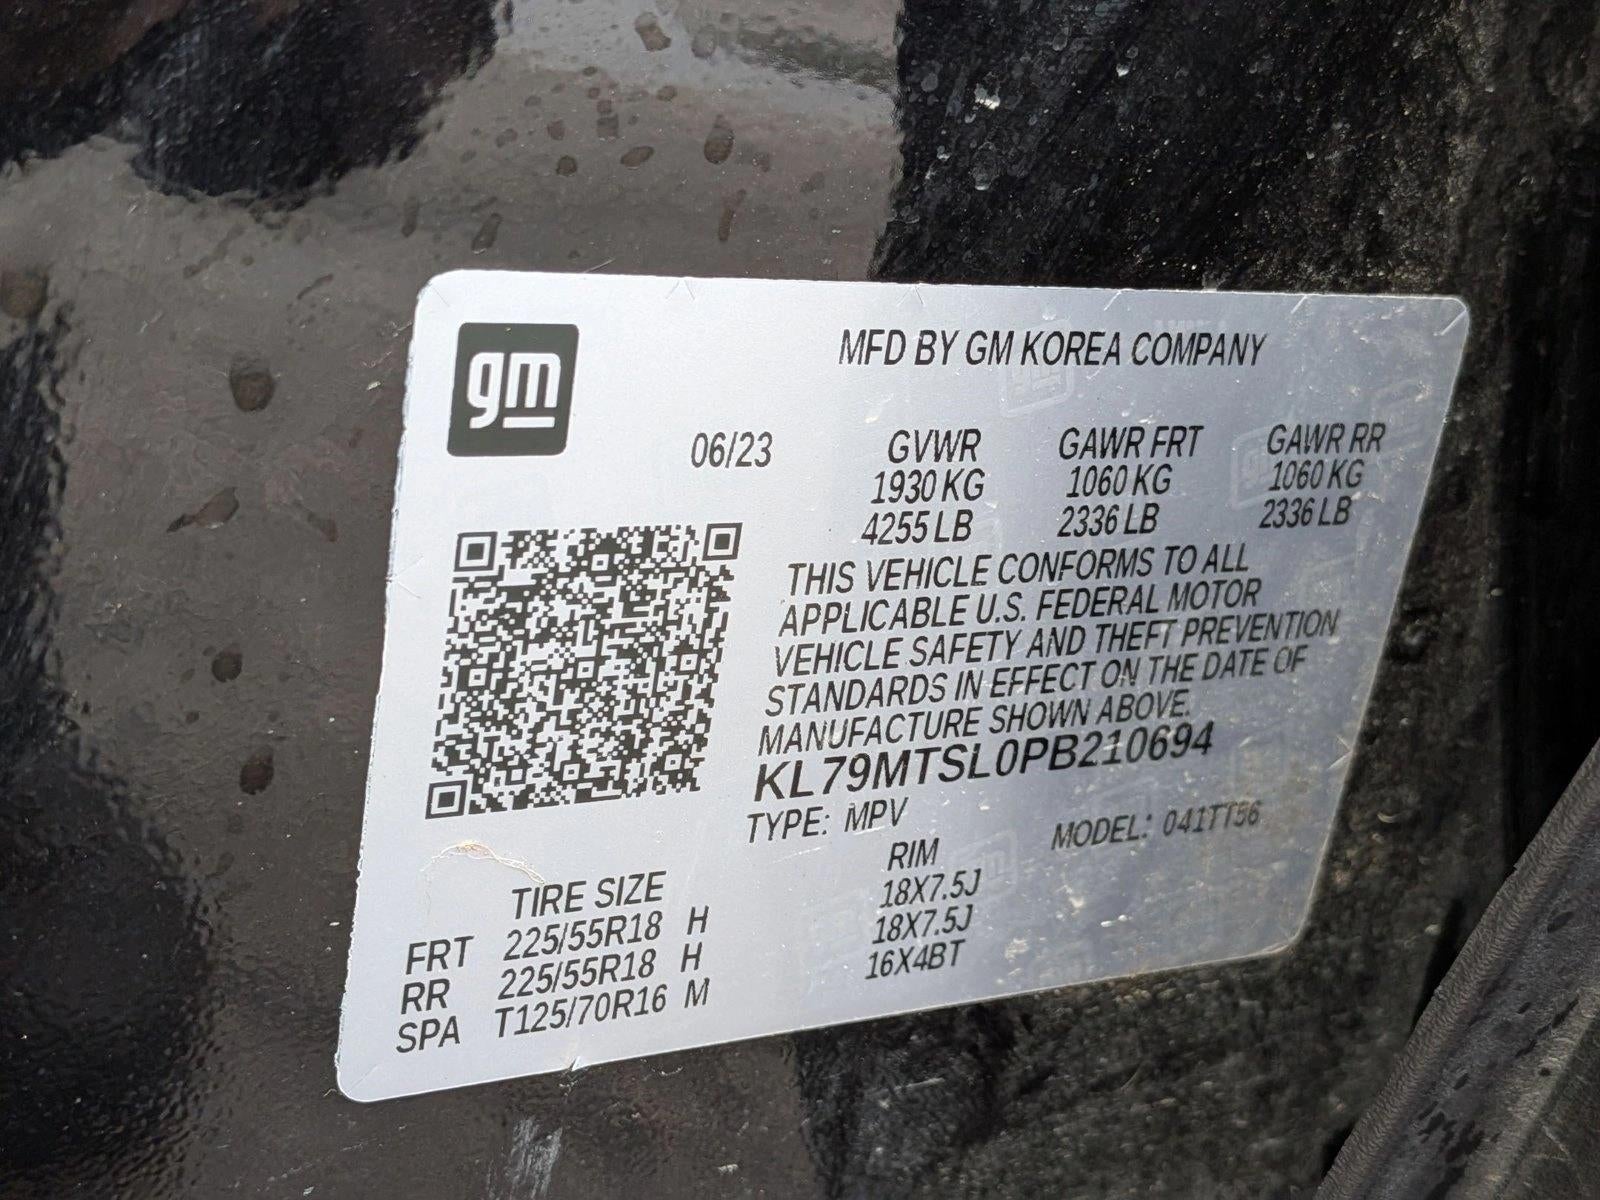 gm
MFD BY GM KOREA COMPANY
06/23 GVWR GAWR FRT GAWR RR
1930 KG 1060 KG 1060 KG
4255 LB 2336 LB 2336 LB
THIS VEHICLE CONFORMS TO ALL
APPLICABLE U.S. FEDERAL MOTOR
VEHICLE SAFETY AND THEFT PREVENTION
STANDARDS IN EFFECT ON THE DATE OF
MANUFACTURE SHOWN ABOVE.
KL79MTSL0PB210694
TYPE: MPV MODEL: 041TT56
TIRE SIZE RIM
FRT 225/55R18 H 18X7.5J
RR 225/55R18 H 18X7.5J
SPA T125/70R16 M 16X4BT